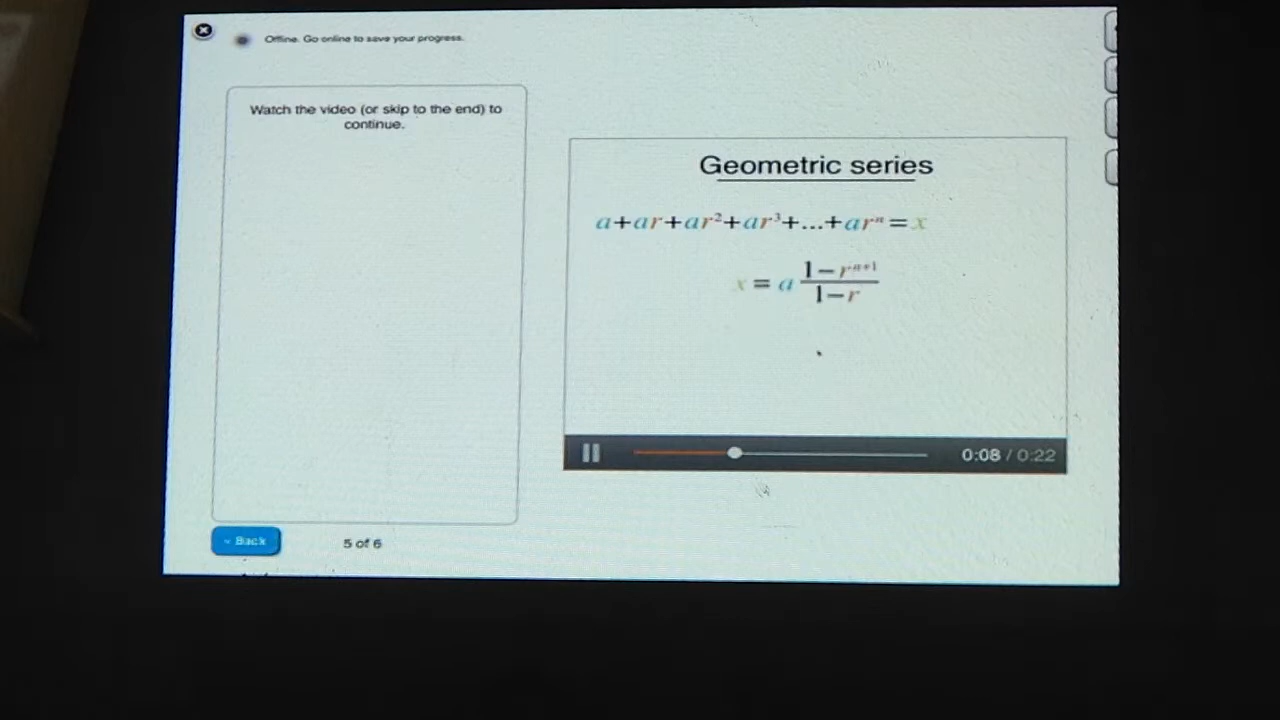 Offline. Go online to save your progress.
Watch the video (or skip to the end) to
continue.
Geometric series
a+ar+ar²+ar³+...+arⁿ=x
x = a 1−rⁿ⁺¹
1−r
0:08 / 0:22
Back
5 of 6